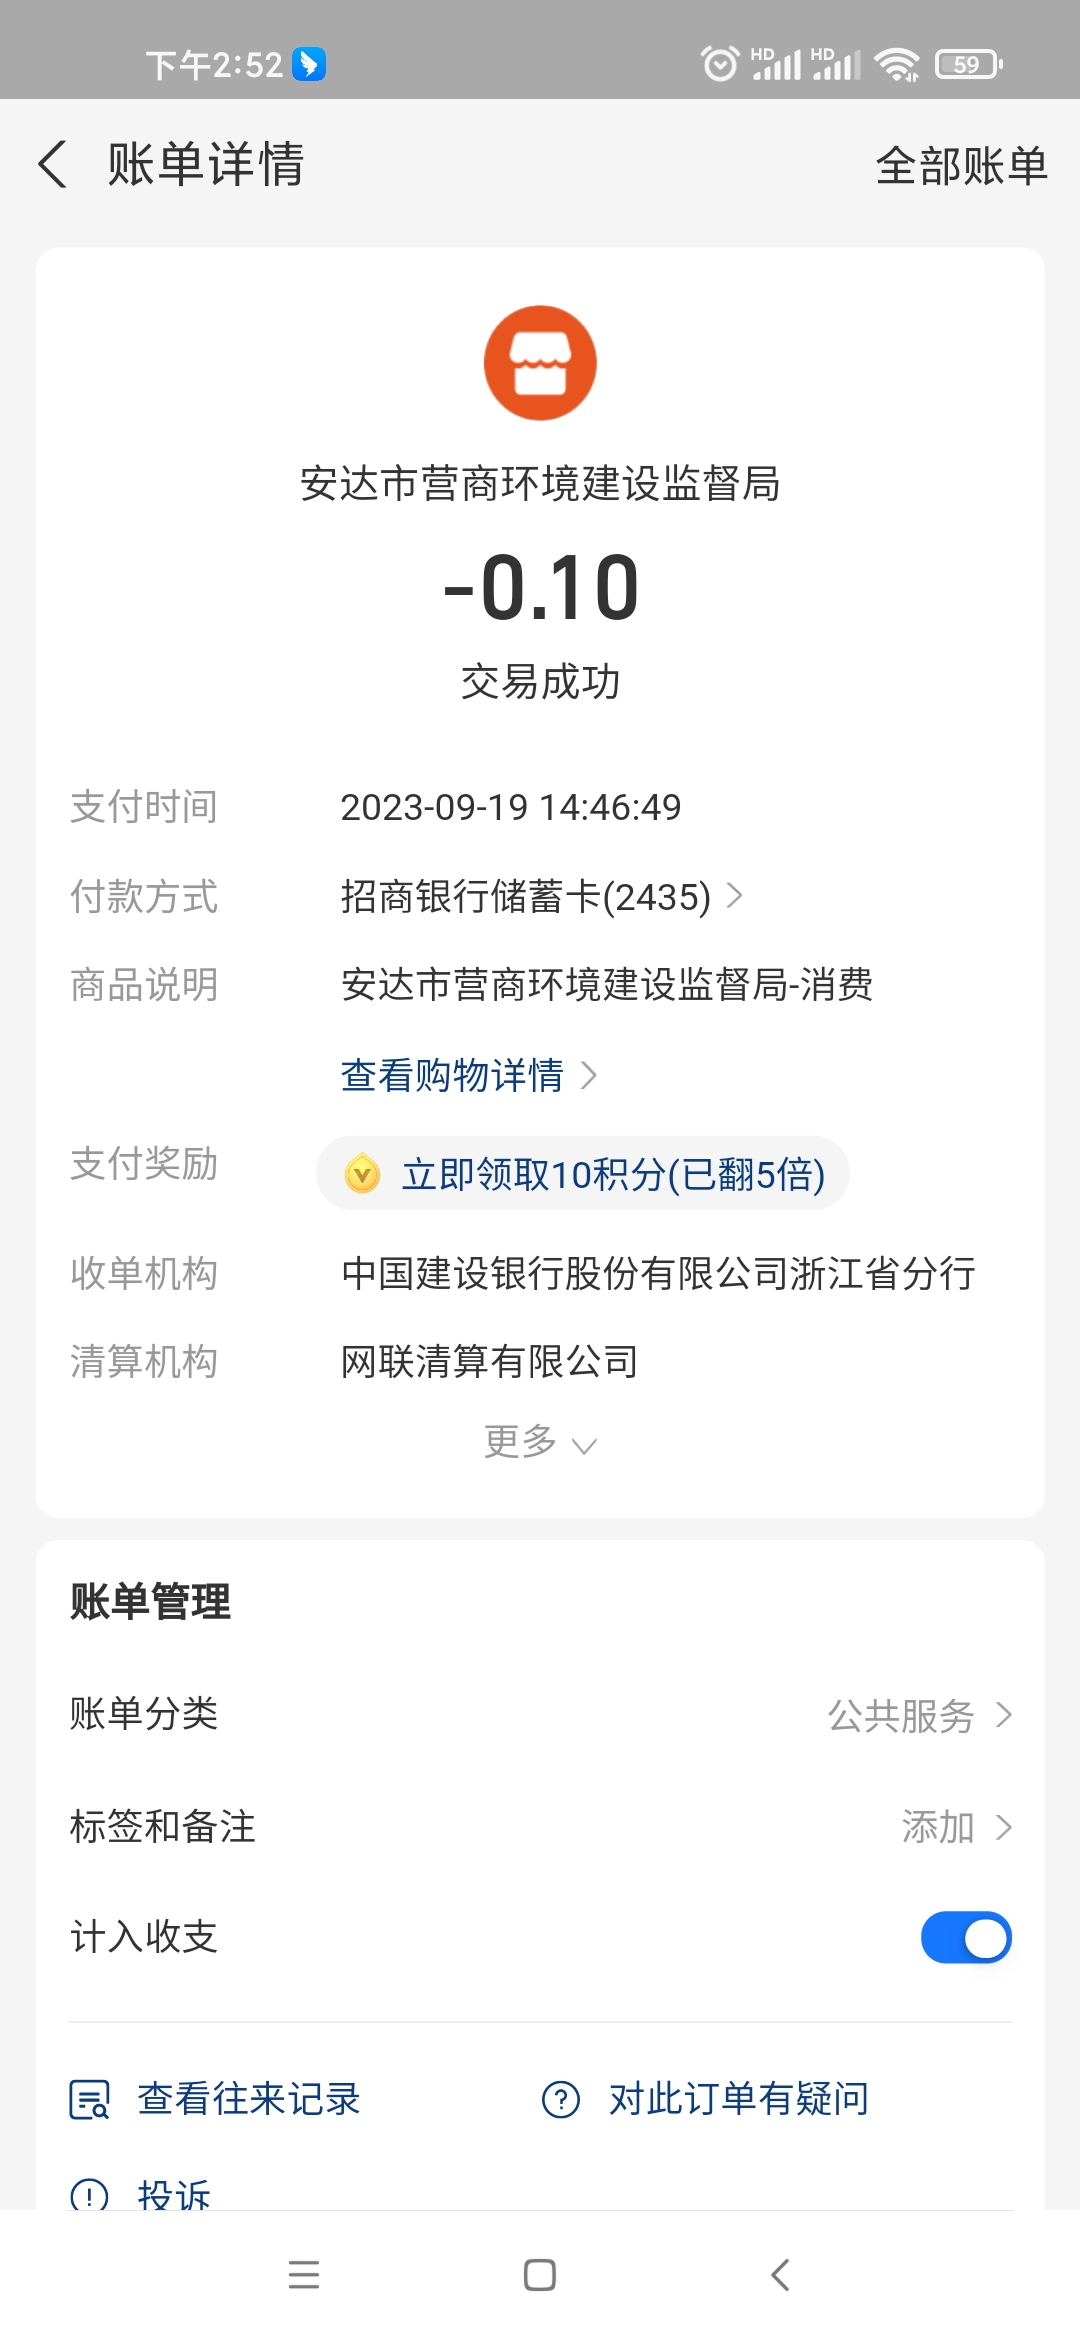 下午2:52
HD HD 59
账单详情 全部账单
安达市营商环境建设监督局
-0.10
交易成功
支付时间 2023-09-19 14:46:49
付款方式 招商银行储蓄卡(2435)
商品说明 安达市营商环境建设监督局-消费
查看购物详情
支付奖励 立即领取10积分(已翻5倍)
收单机构 中国建设银行股份有限公司浙江省分行
清算机构 网联清算有限公司
更多
账单管理
账单分类 公共服务
标签和备注 添加
计入收支
查看往来记录 对此订单有疑问
投诉